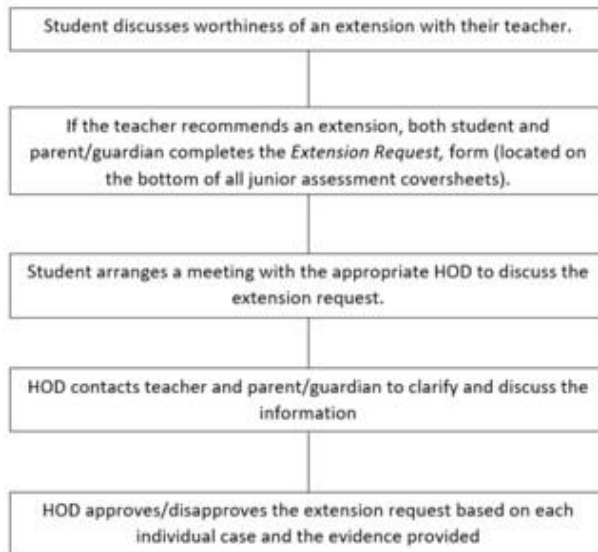 Student discusses worthiness of an extension with their teacher.
If the teacher recommends an extension, both student and
parent/guardian completes the Extension Request, form (located on
the bottom of all junior assessment coversheets).
Student arranges a meeting with the appropriate HOD to discuss the
extension request.
HOD contacts teacher and parent/guardian to clarify and discuss the
information
HOD approves/disapproves the extension request based on each
individual case and the evidence provided